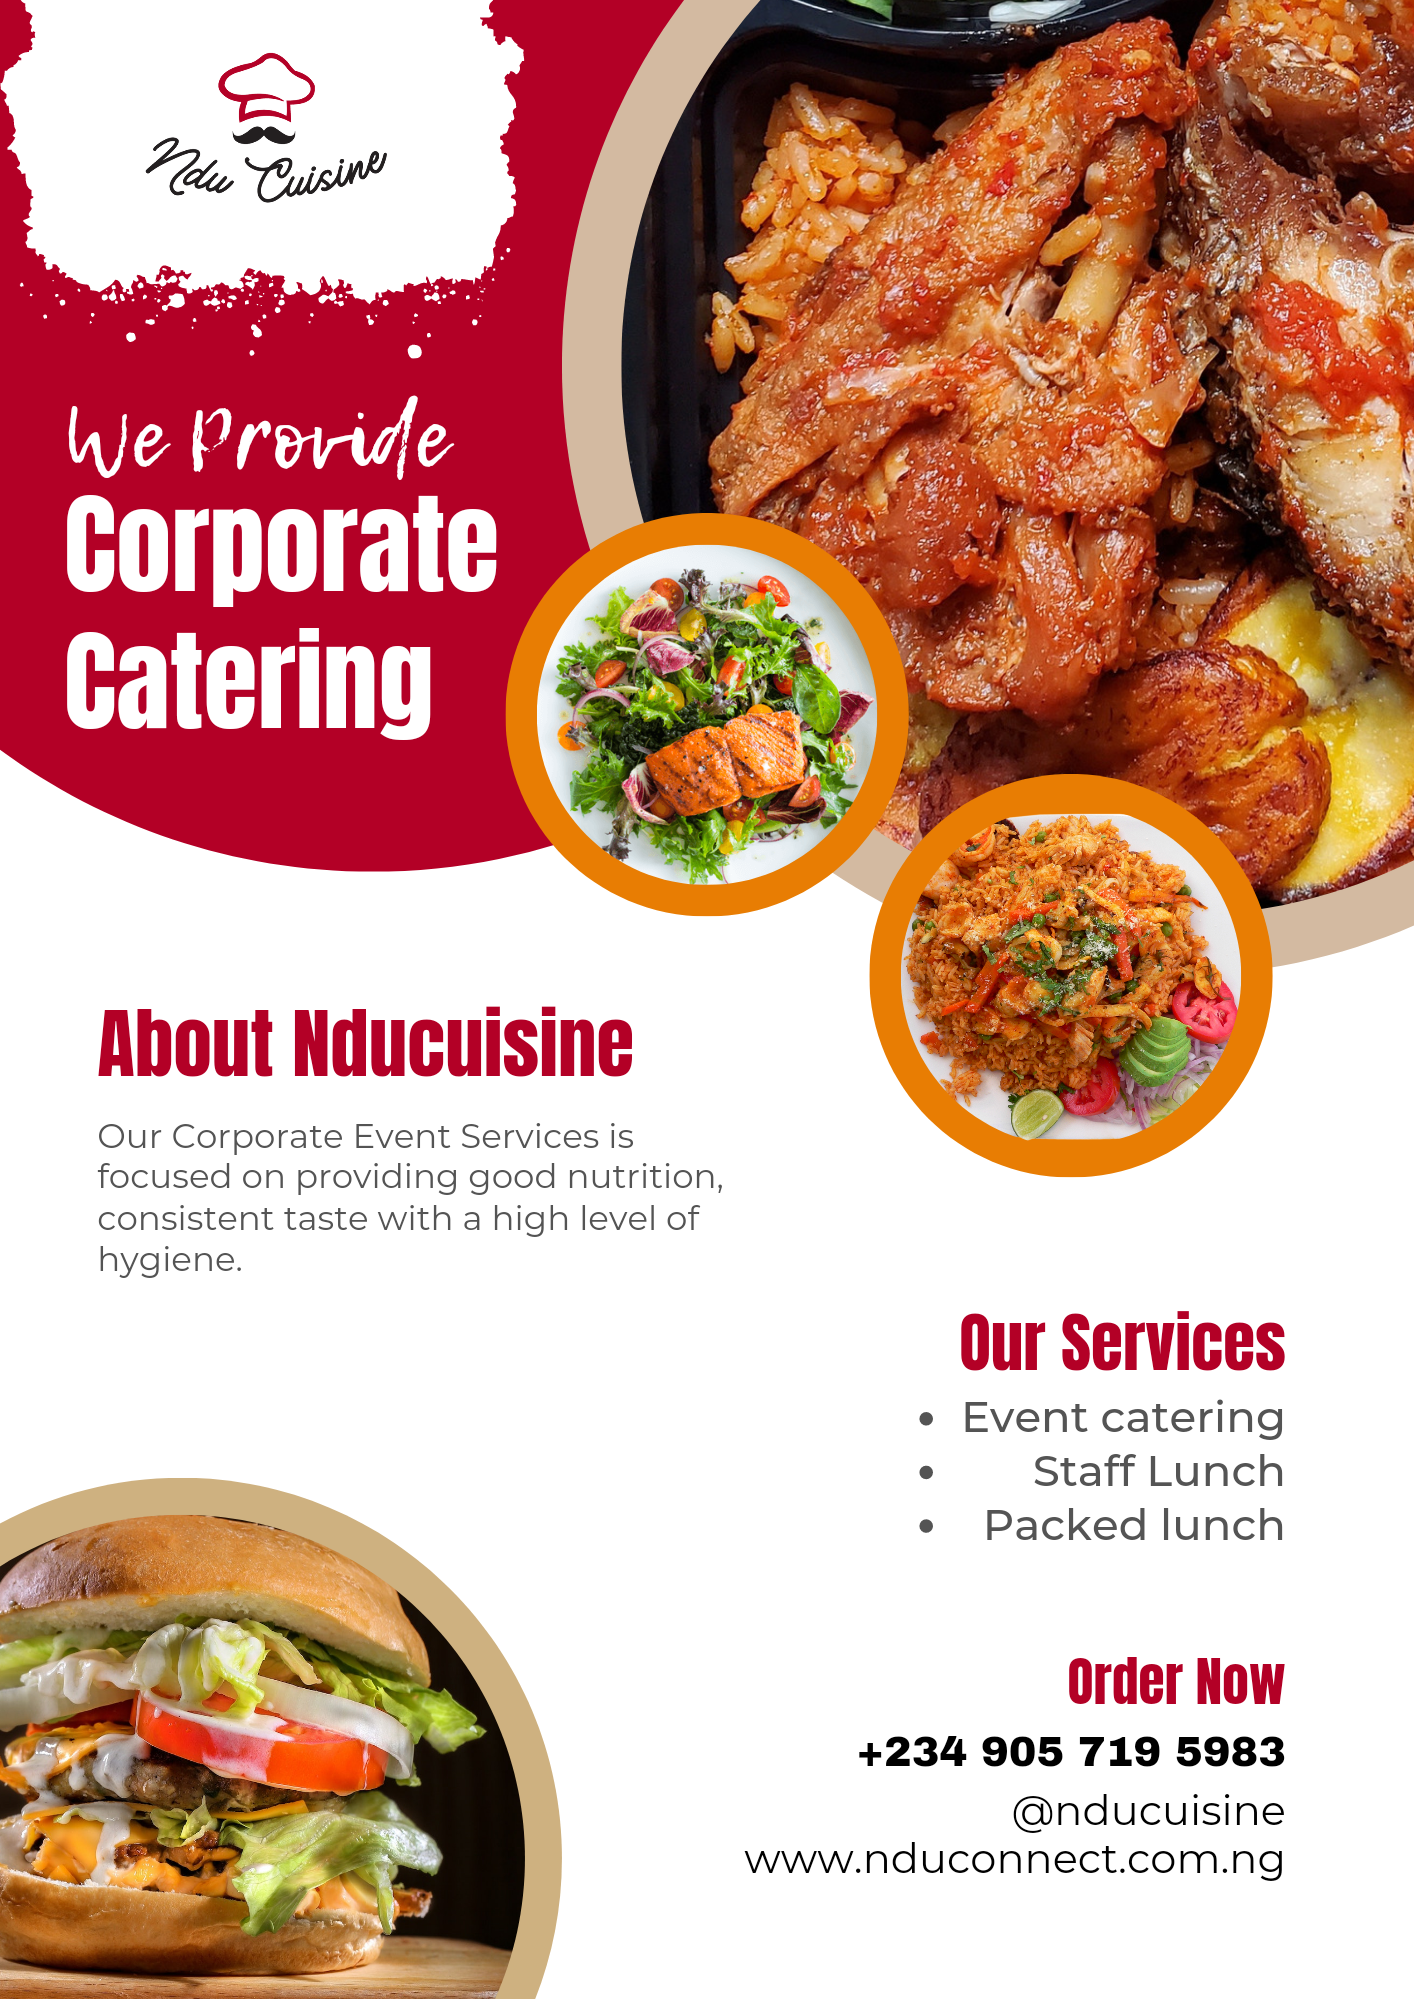 Ndu Cuisine
We Provide
Corporate
Catering
About Nducuisine
Our Corporate Event Services is
focused on providing good nutrition,
consistent taste with a high level of
hygiene.
Our Services
• Event catering
• Staff Lunch
• Packed lunch
Order Now
+234 905 719 5983
@nducuisine
www.nduconnect.com.ng